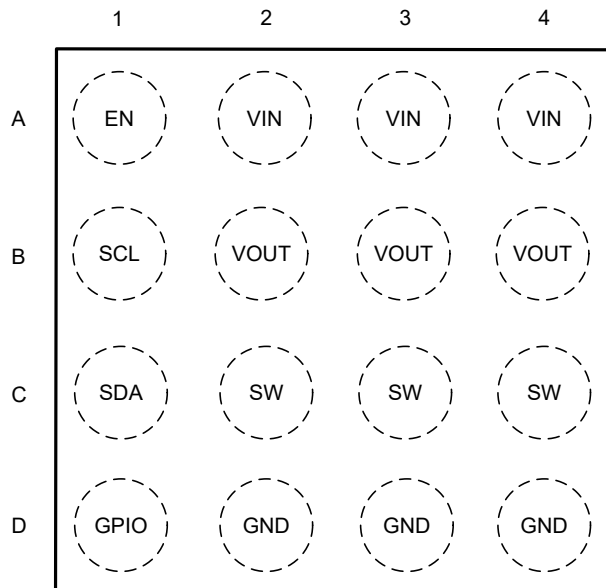 1 2 3 4
A EN VIN VIN VIN
B SCL VOUT VOUT VOUT
C SDA SW SW SW
D GPIO GND GND GND